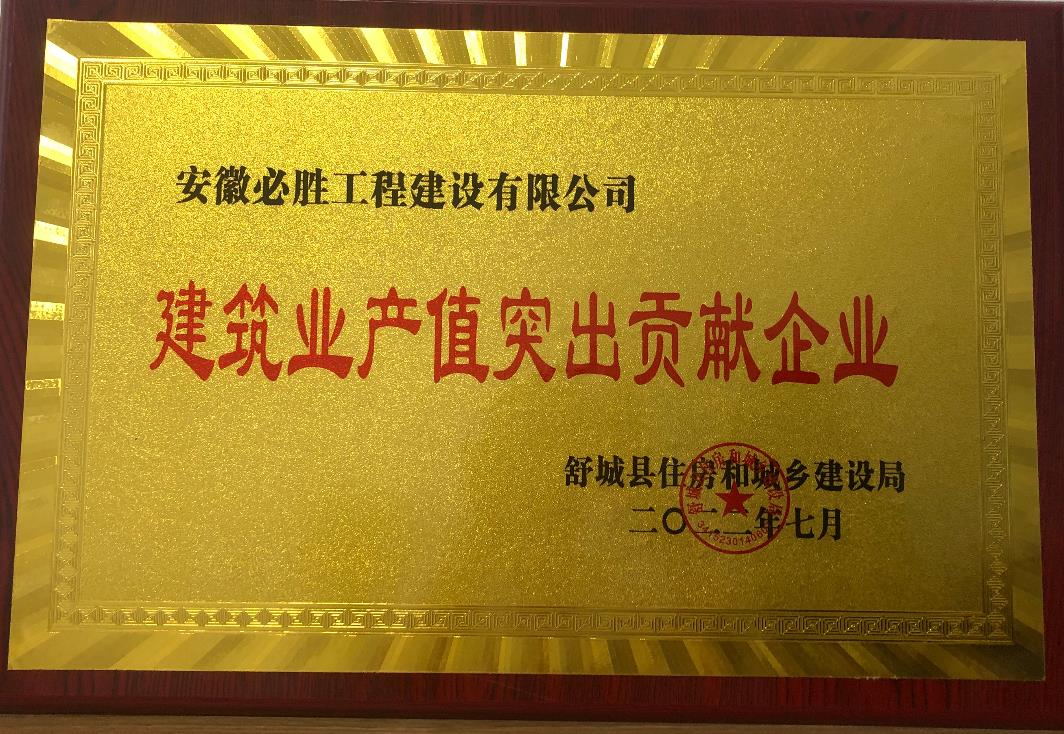 安徽必胜工程建设有限公司
建筑业产值突出贡献企业
舒城县住房和城乡建设局
二〇二二年七月